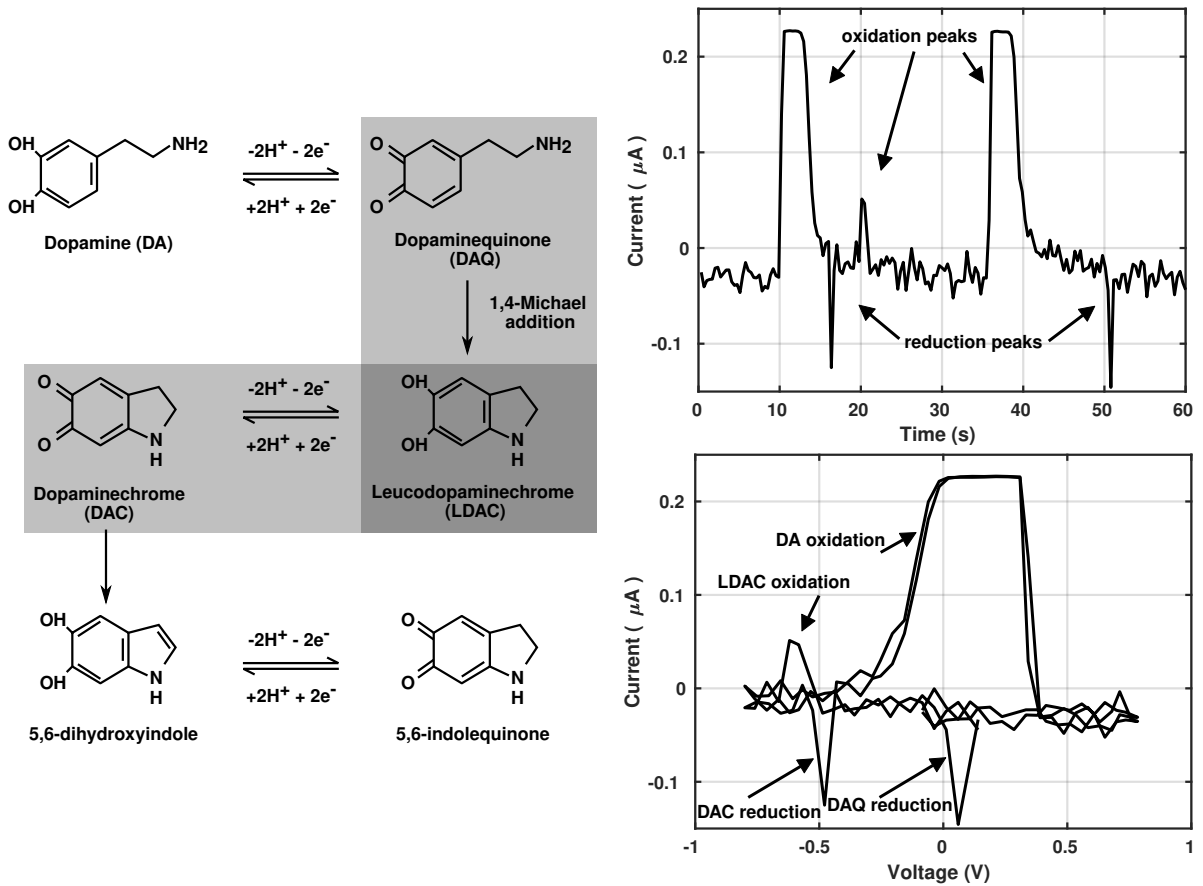 OH
NH2
OH
Dopamine (DA)
-2H+ - 2e-
+2H+ + 2e-
O
NH2
O
Dopaminequinone
(DAQ)
1,4-Michael
addition
O
O
N
H
Dopaminechrome
(DAC)
-2H+ - 2e-
+2H+ + 2e-
OH
OH
N
H
Leucodopaminechrome
(LDAC)
OH
OH
N
H
5,6-dihydroxyindole
-2H+ - 2e-
+2H+ + 2e-
O
O
N
H
5,6-indolequinone
Current ( μA )
0.2
0.1
0
-0.1
oxidation peaks
reduction peaks
0 10 20 30 40 50 60
Time (s)
Current ( μA )
0.2
0.1
0
-0.1
DA oxidation
LDAC oxidation
DAC reduction
DAQ reduction
-1 -0.5 0 0.5 1
Voltage (V)